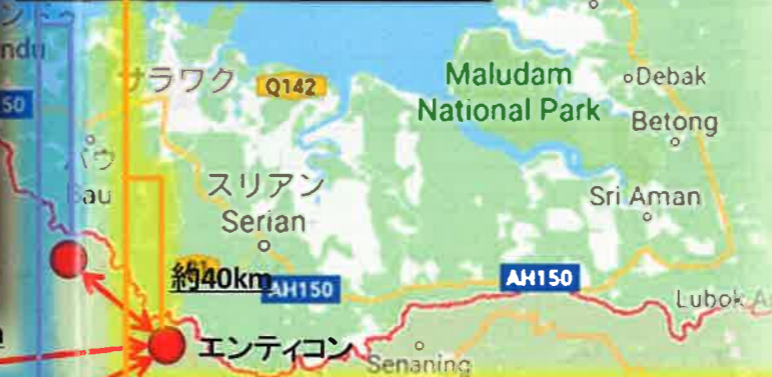 ndu
50
サラワク
Q142
Maludam
National Park
Debak
Betong
バウ
Bau
スリアン
Serian
Sri Aman
約40km
AH150
AH150
エンティコン
Senaning